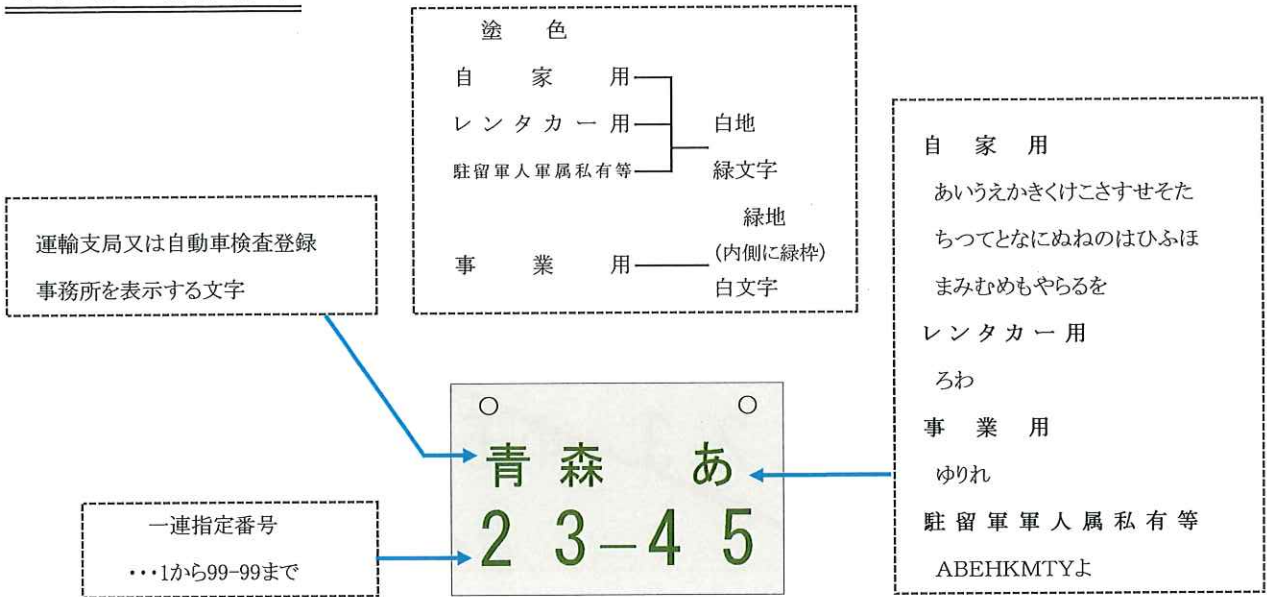 塗色
自家用
レンタカー用
駐留軍人軍属私有等
白地
緑文字
緑地
(内側に緑枠)
白文字
事業用
運輸支局又は自動車検査登録
事務所を表示する文字
自家用
あいうえかきくけこさすせそた
ちつてとなにぬねのはひふほ
まみむめもやらるを
レンタカー用
ろわ
事業用
ゆりれ
駐留軍軍人属私有等
ABEHKMTYよ
青森 あ
23-45
一連指定番号
・・・1から99-99まで